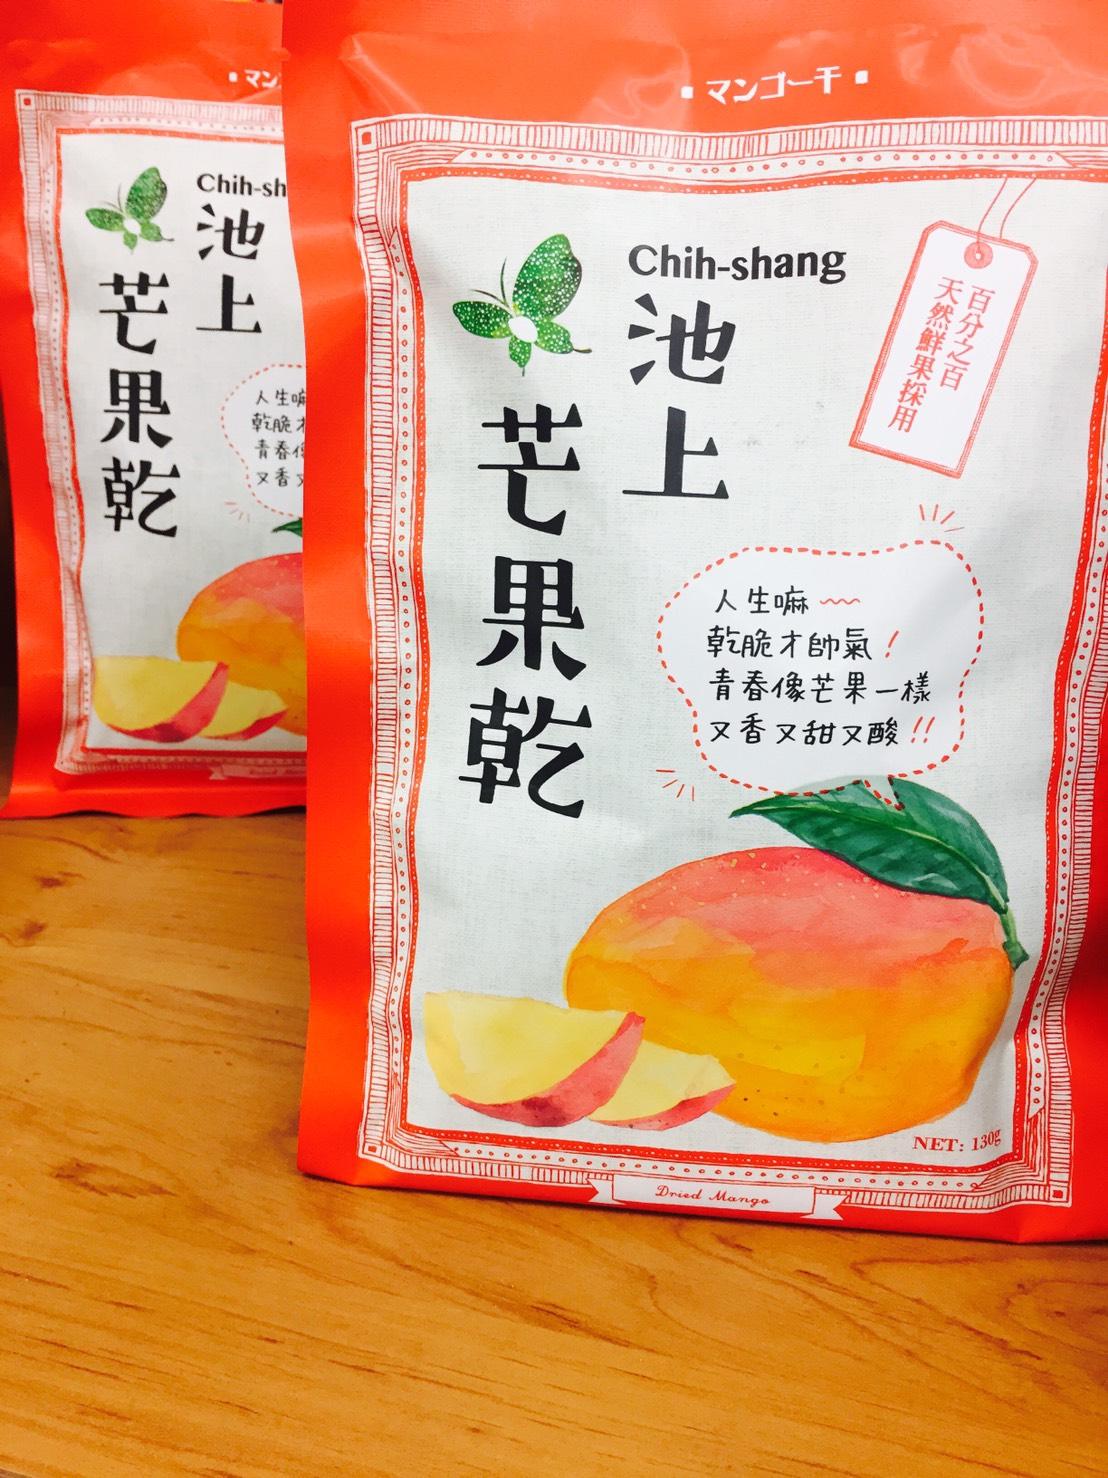 マンゴー干
Chih-shang
池上
芒果乾
百分之百
天然鮮果採用
人生嘛
乾脆才帥氣!
青春像芒果一樣
又香又甜又酸!!
NET: 130g
Dried Mango
マン
Chih-sh
池上
芒果乾
人生嘛
乾脆才
青春像
又香又